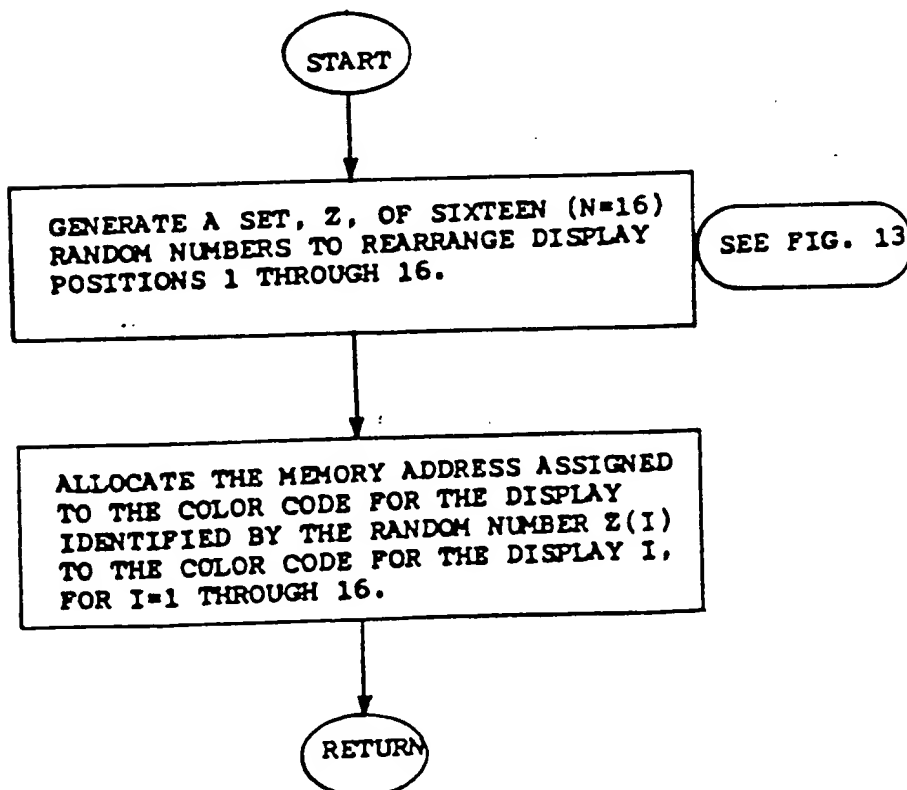 START
GENERATE A SET, Z, OF SIXTEEN (N=16)
RANDOM NUMBERS TO REARRANGE DISPLAY
POSITIONS 1 THROUGH 16.
SEE FIG. 13
ALLOCATE THE MEMORY ADDRESS ASSIGNED
TO THE COLOR CODE FOR THE DISPLAY
IDENTIFIED BY THE RANDOM NUMBER Z(I)
TO THE COLOR CODE FOR THE DISPLAY I,
FOR I=1 THROUGH 16.
RETURN